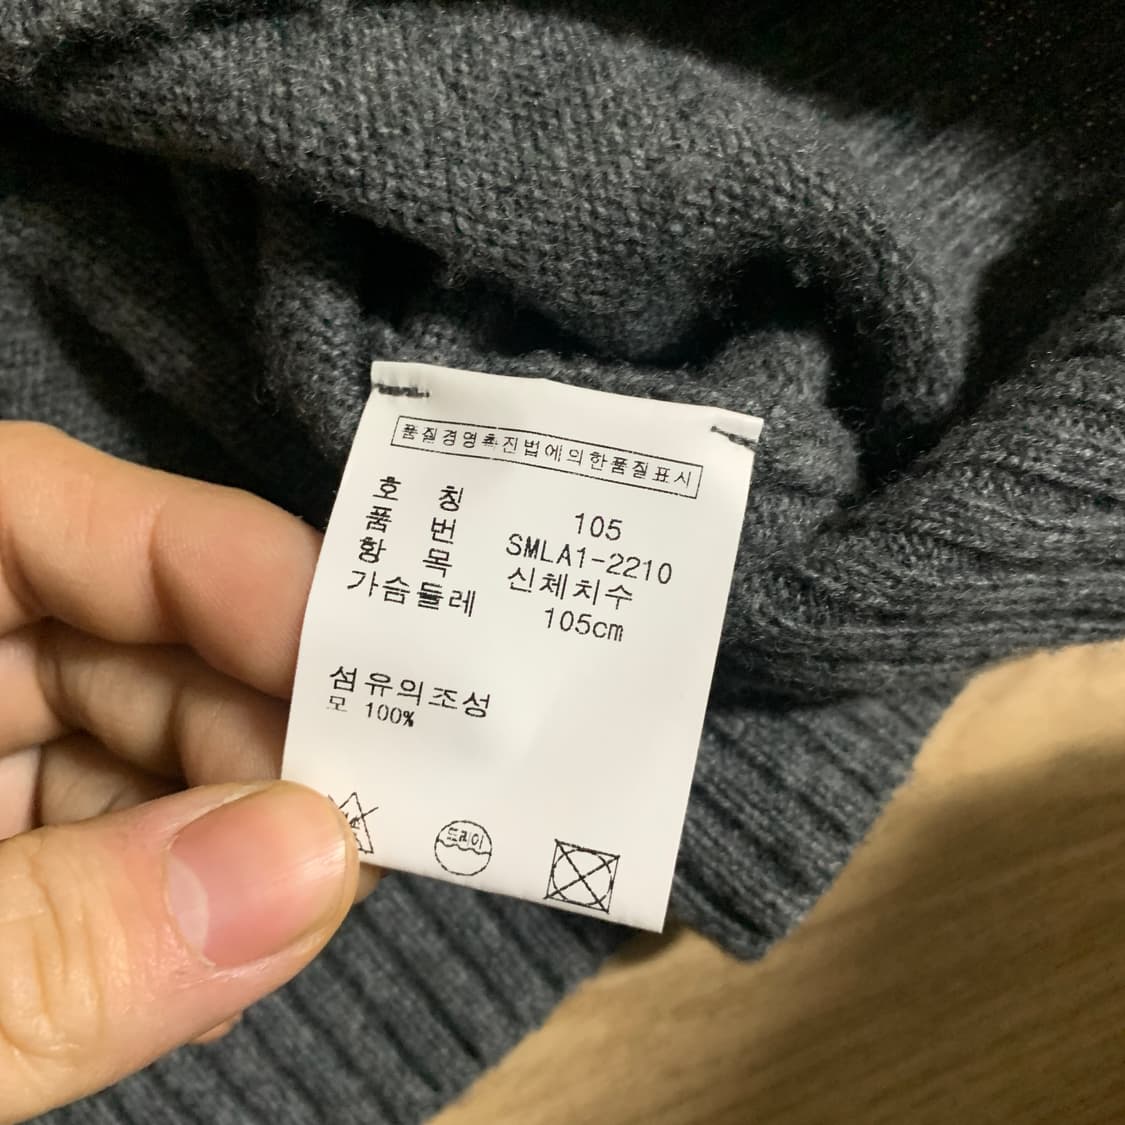 품질경영촉진법에의한품질표시
호 칭 105
품 번 SMLA1-2210
항 목 신체치수
가슴둘레 105cm
섬유의조성
모 100%
드라이